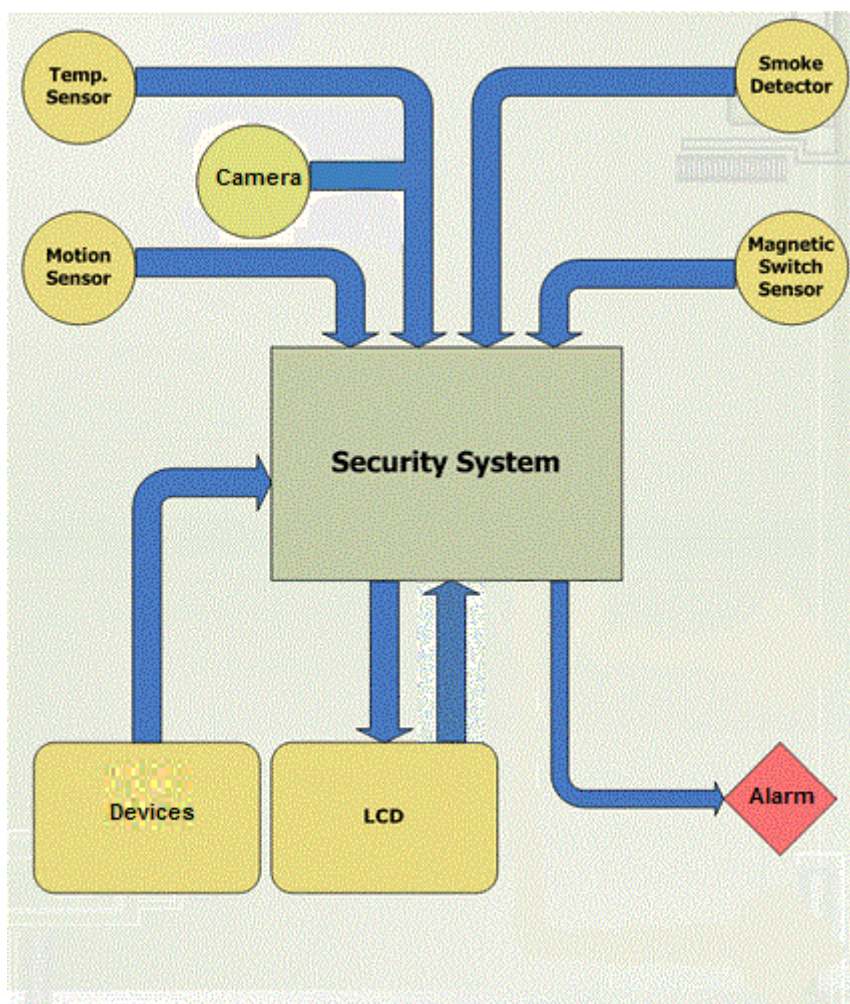 Temp.
Sensor
Smoke
Detector
Camera
Motion
Sensor
Magnetic
Switch
Sensor
Security System
Devices
LCD
Alarm